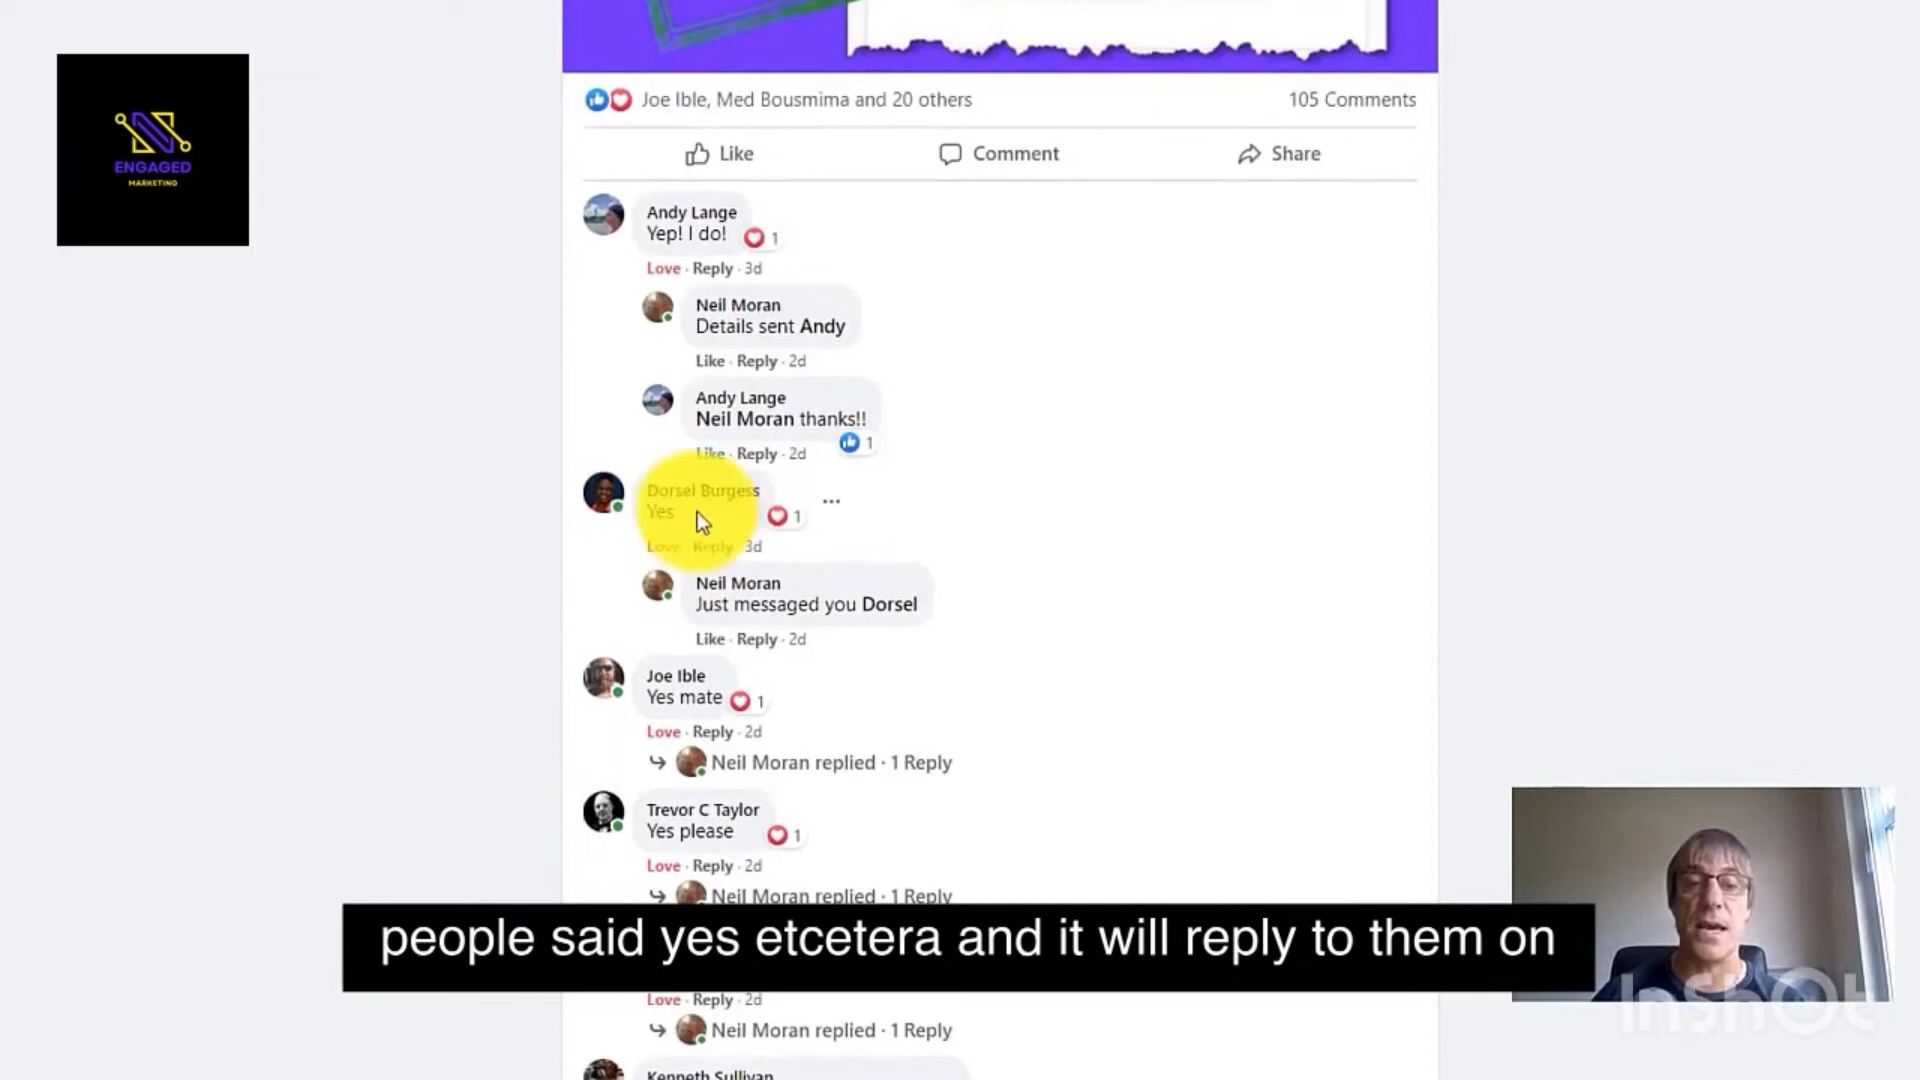 ENGAGED
MARKETING
Joe Ible, Med Bousmima and 20 others
105 Comments
Like
Comment
Share
Andy Lange
Yep! I do!
1
Love · Reply · 3d
Neil Moran
Details sent Andy
Like · Reply · 2d
Andy Lange
Neil Moran thanks!!
1
Like · Reply · 2d
Dorsel Burgess
Yes
1
...
Love · Reply · 3d
Neil Moran
Just messaged you Dorsel
Like · Reply · 2d
Joe Ible
Yes mate
1
Love · Reply · 2d
Neil Moran replied · 1 Reply
Trevor C Taylor
Yes please
1
Love · Reply · 2d
Neil Moran replied · 1 Reply
people said yes etcetera and it will reply to them on
Love · Reply · 2d
Neil Moran replied · 1 Reply
Kenneth Sullivan
InShOt